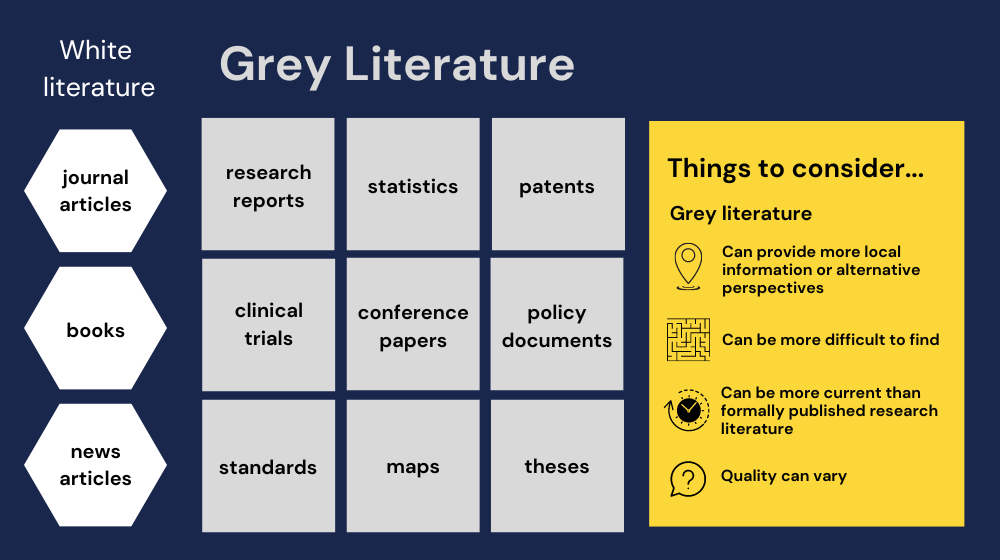 White
literature
journal
articles
books
news
articles
Grey Literature
research
reports
statistics
patents
clinical
trials
conference
papers
policy
documents
standards
maps
theses
Things to consider...
Grey literature
Can provide more local
information or alternative
perspectives
Can be more difficult to find
Can be more current than
formally published research
literature
Quality can vary